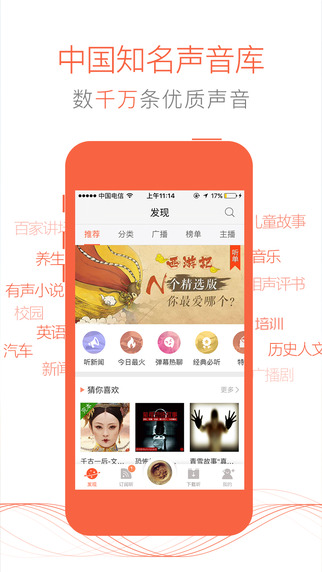 中国知名声音库
数千万条优质声音
儿童故事
百家讲坛
养生
音乐
有声小说
相声评书
校园
英语
培训
汽车
历史人文
新闻
广播剧
中国电信
上午11:14
发现
推荐 分类 广播 榜单 主播
西游记
听单
N个精选版
你最爱哪个?
听新闻 今日最火 弹幕热聊 经典必听
猜你喜欢
更多
千古一后-文... 恐怖 青雪故事"真...
发现 订阅听 下载听 我的